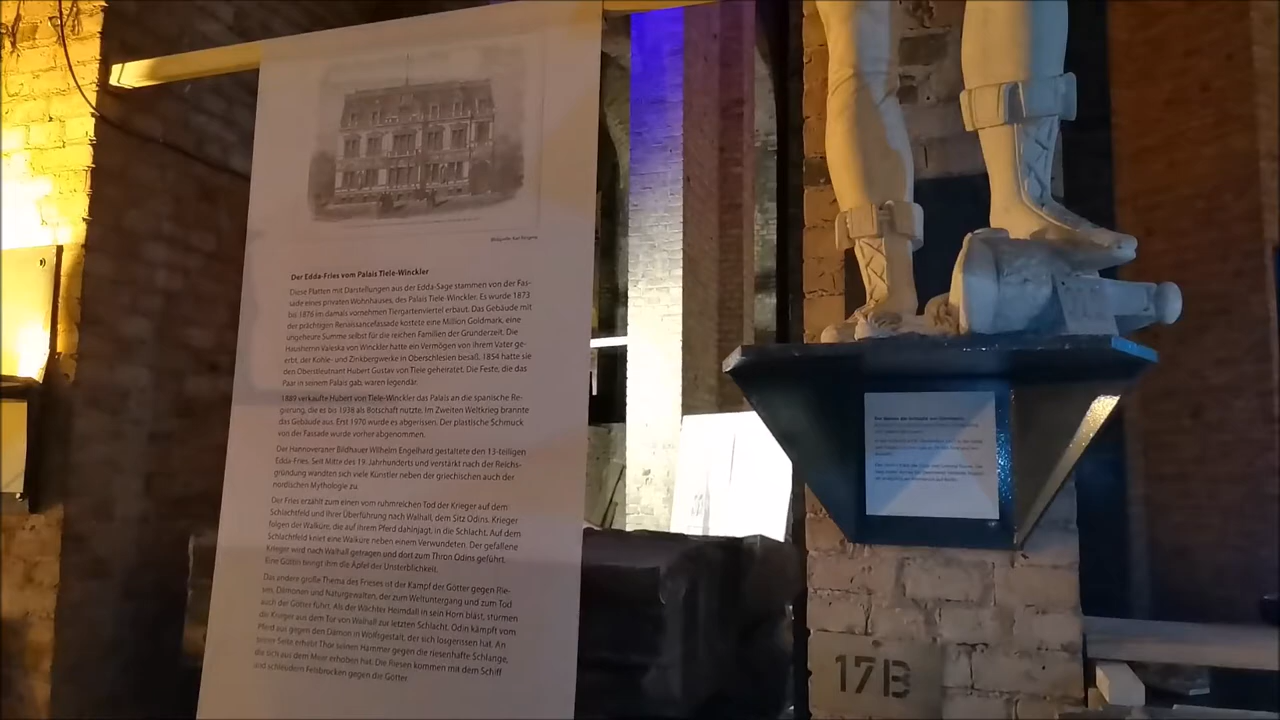 Der Edda-Fries vom Palais Tiele-Winckler
Diese Platten mit Darstellungen aus der Edda-Sage stammen von der Fas-
sade eines privaten Wohnhauses, des Palais Tiele-Winckler. Es wurde 1873
bis 1876 im damals vornehmen Tiergartenviertel erbaut. Das Gebäude mit
der prächtigen Renaissancefassade kostete eine Million Goldmark, eine
ungeheure Summe selbst für die reichen Familien der Gründerzeit. Die
Hausherrin Valeska von Winckler hatte ein Vermögen von ihrem Vater ge-
erbt, der Kohle- und Zinkbergwerke in Oberschlesien besaß. 1854 hatte sie
den Oberstleutnant Hubert Gustav von Tiele geheiratet. Die Feste, die das
Paar in seinem Palais gab, waren legendär.
1889 verkaufte Hubert von Tiele-Winckler das Palais an die spanische Re-
gierung, die es bis 1938 als Botschaft nutzte. Im Zweiten Weltkrieg brannte
das Gebäude aus. Erst 1970 wurde es abgerissen. Der plastische Schmuck
von der Fassade wurde vorher abgenommen.
Der Hannoveraner Bildhauer Wilhelm Engelhard gestaltete den 13-teiligen
Edda-Fries. Seit Mitte des 19. Jahrhunderts und verstärkt nach der Reichs-
gründung wandten sich viele Künstler neben der griechischen auch der
nordischen Mythologie zu.
Der Fries erzählt zum einen vom ruhmreichen Tod der Krieger auf dem
Schlachtfeld und ihrer Überführung nach Walhall, dem Sitz Odins. Krieger
folgen der Walküre, die auf ihrem Pferd dahinjagt, in die Schlacht. Auf dem
Schlachtfeld kniet eine Walküre neben einem Verwundeten. Der gefallene
Krieger wird nach Walhall getragen und dort zum Thron Odins geführt.
Eine Göttin bringt ihm die Äpfel der Unsterblichkeit.
Das andere große Thema des Frieses ist der Kampf der Götter gegen Rie-
sen, Dämonen und Naturgewalten, der zum Weltuntergang und zum Tod
auch der Götter führt. Als der Wächter Heimdall in sein Horn bläst, stürmen
die Krieger aus dem Tor von Walhall zur letzten Schlacht. Odin kämpft vom
Pferd aus gegen den Dämon in Wolfsgestalt, der sich losgerissen hat. An
seiner Seite erhebt Thor seinen Hammer gegen die riesenhafte Schlange,
die sich aus dem Meer erhoben hat. Die Riesen kommen mit dem Schiff
und schleudern Felsbrocken gegen die Götter
17B